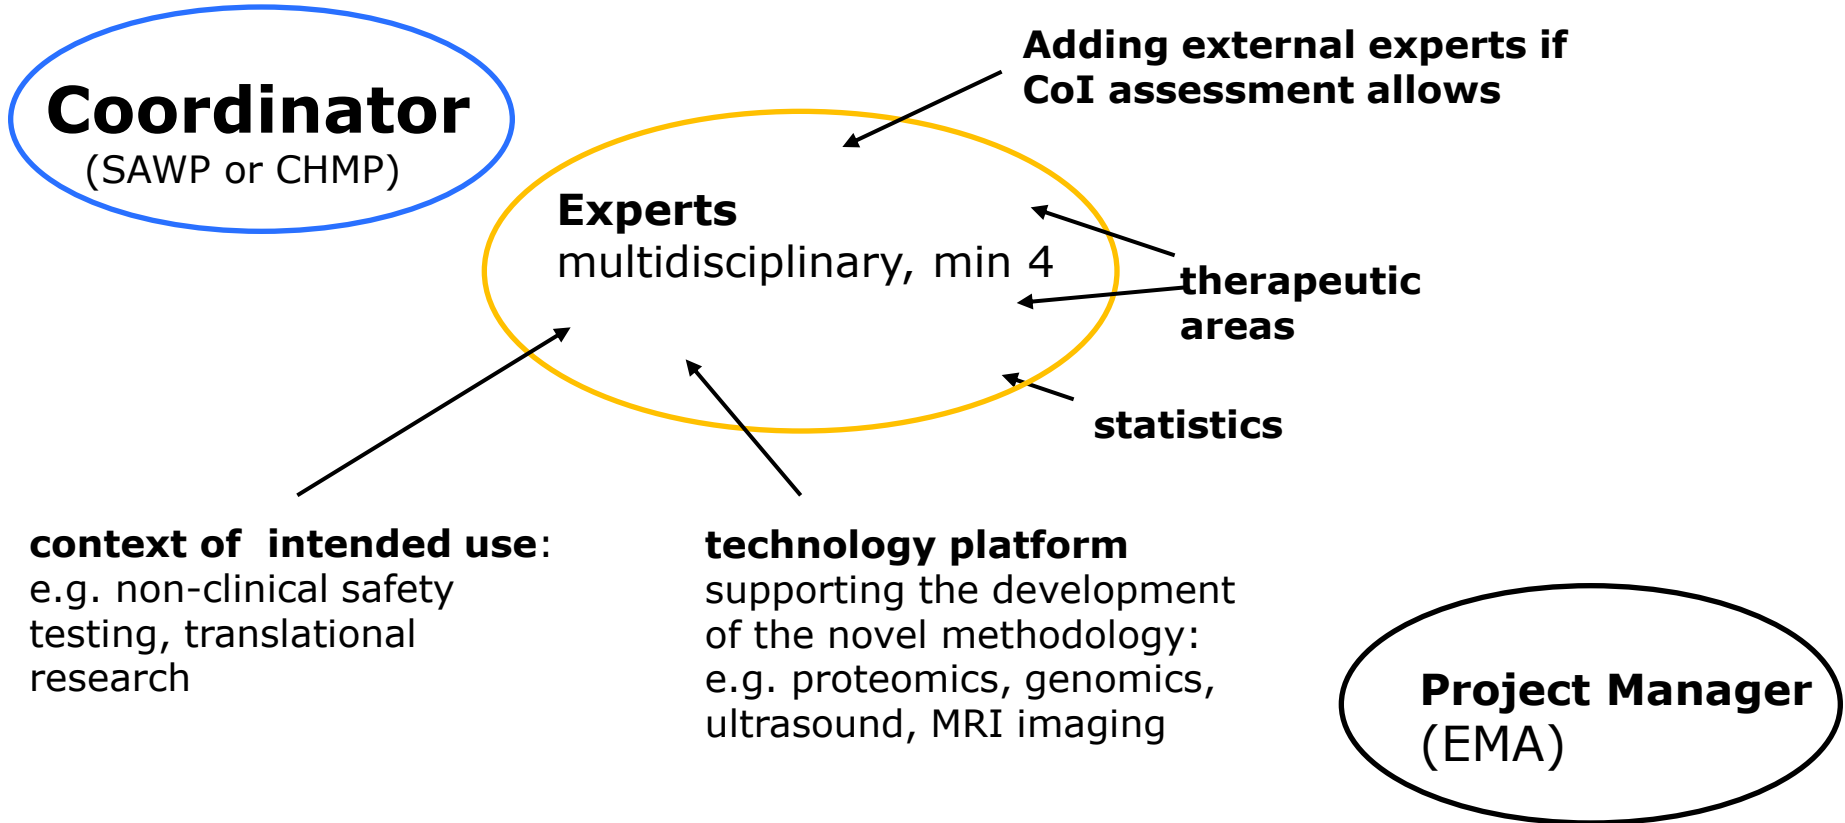 Coordinator
(SAWP or CHMP)
Adding external experts if
CoI assessment allows
Experts
multidisciplinary, min 4
therapeutic
areas
statistics
context of  intended use:
e.g. non-clinical safety
testing, translational
research
technology platform
supporting the development
of the novel methodology:
e.g. proteomics, genomics,
ultrasound, MRI imaging
Project Manager
(EMA)